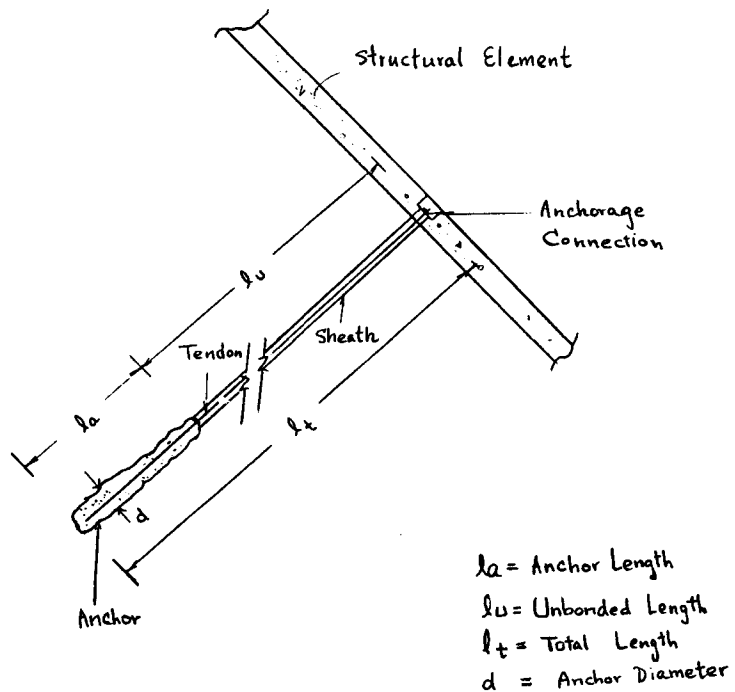 Structural Element
Anchorage
Connection
lu
Sheath
Tendon
la
lt
d
Anchor
la = Anchor Length
lu = Unbonded Length
lt = Total Length
d = Anchor Diameter